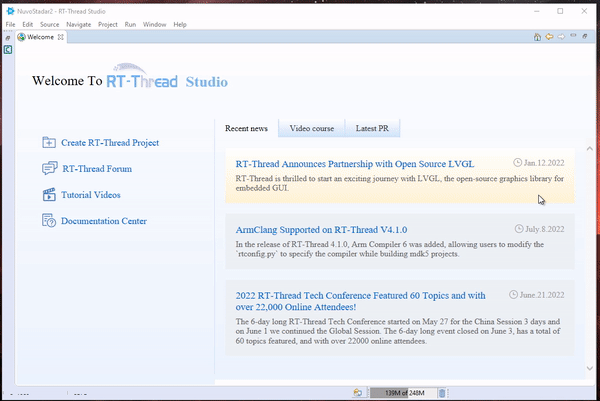 NuvoStadar2 - RT-Thread Studio
File Edit Source Navigate Project Run Window Help
Welcome
Welcome To RT-Thread Studio
Recent news Video course Latest PR
Create RT-Thread Project
RT-Thread Forum
Tutorial Videos
Documentation Center
RT-Thread Announces Partnership with Open Source LVGL Jan.12.2022
RT-Thread is thrilled to start an exciting journey with LVGL, the open-source graphics library for
embedded GUI.
ArmClang Supported on RT-Thread V4.1.0 July.8.2022
In the release of RT-Thread 4.1.0, Arm Compiler 6 was added, allowing users to modify the
`rtconfig.py` to specify the compiler while building mdk5 projects.
2022 RT-Thread Tech Conference Featured 60 Topics and with June.21.2022
over 22,000 Online Attendees!
The 6-day long RT-Thread Tech Conference started on May 27 for the China Session 3 days and
on June 1 we continued the Global Session. The 6-day long event closed on June 3, has a total of
60 topics featured, and with over 22000 online attendees.
139M of 248M